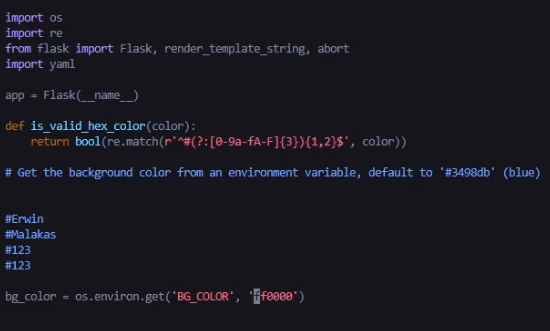 import os
import re
from flask import Flask, render_template_string, abort
import yaml
app = Flask(__name__)
def is_valid_hex_color(color):
return bool(re.match(r'^#(?:[0-9a-fA-F]{3}){1,2}$', color))
# Get the background color from an environment variable, default to '#3498db' (blue)
#Erwin
#Malakas
#123
#123
bg_color = os.environ.get('BG_COLOR', 'ff0000')